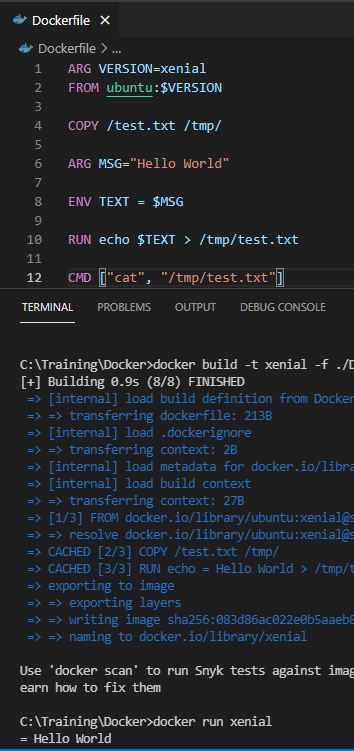 Dockerfile
Dockerfile > ...
1 ARG VERSION=xenial
2 FROM ubuntu:$VERSION
3
4 COPY /test.txt /tmp/
5
6 ARG MSG="Hello World"
7
8 ENV TEXT = $MSG
9
10 RUN echo $TEXT > /tmp/test.txt
11
12 CMD ["cat", "/tmp/test.txt"]
TERMINAL PROBLEMS OUTPUT DEBUG CONSOLE
C:\Training\Docker>docker build -t xenial -f ./D
[+] Building 0.9s (8/8) FINISHED
=> [internal] load build definition from Docker
=> => transferring dockerfile: 213B
=> [internal] load .dockerignore
=> => transferring context: 2B
=> [internal] load metadata for docker.io/libra
=> [internal] load build context
=> => transferring context: 27B
=> [1/3] FROM docker.io/library/ubuntu:xenial@s
=> => resolve docker.io/library/ubuntu:xenial@s
=> CACHED [2/3] COPY /test.txt /tmp/
=> CACHED [3/3] RUN echo = Hello World > /tmp/t
=> exporting to image
=> => exporting layers
=> => writing image sha256:083d86ac022e0b5aaeb8
=> => naming to docker.io/library/xenial
Use 'docker scan' to run Snyk tests against imag
earn how to fix them
C:\Training\Docker>docker run xenial
= Hello World